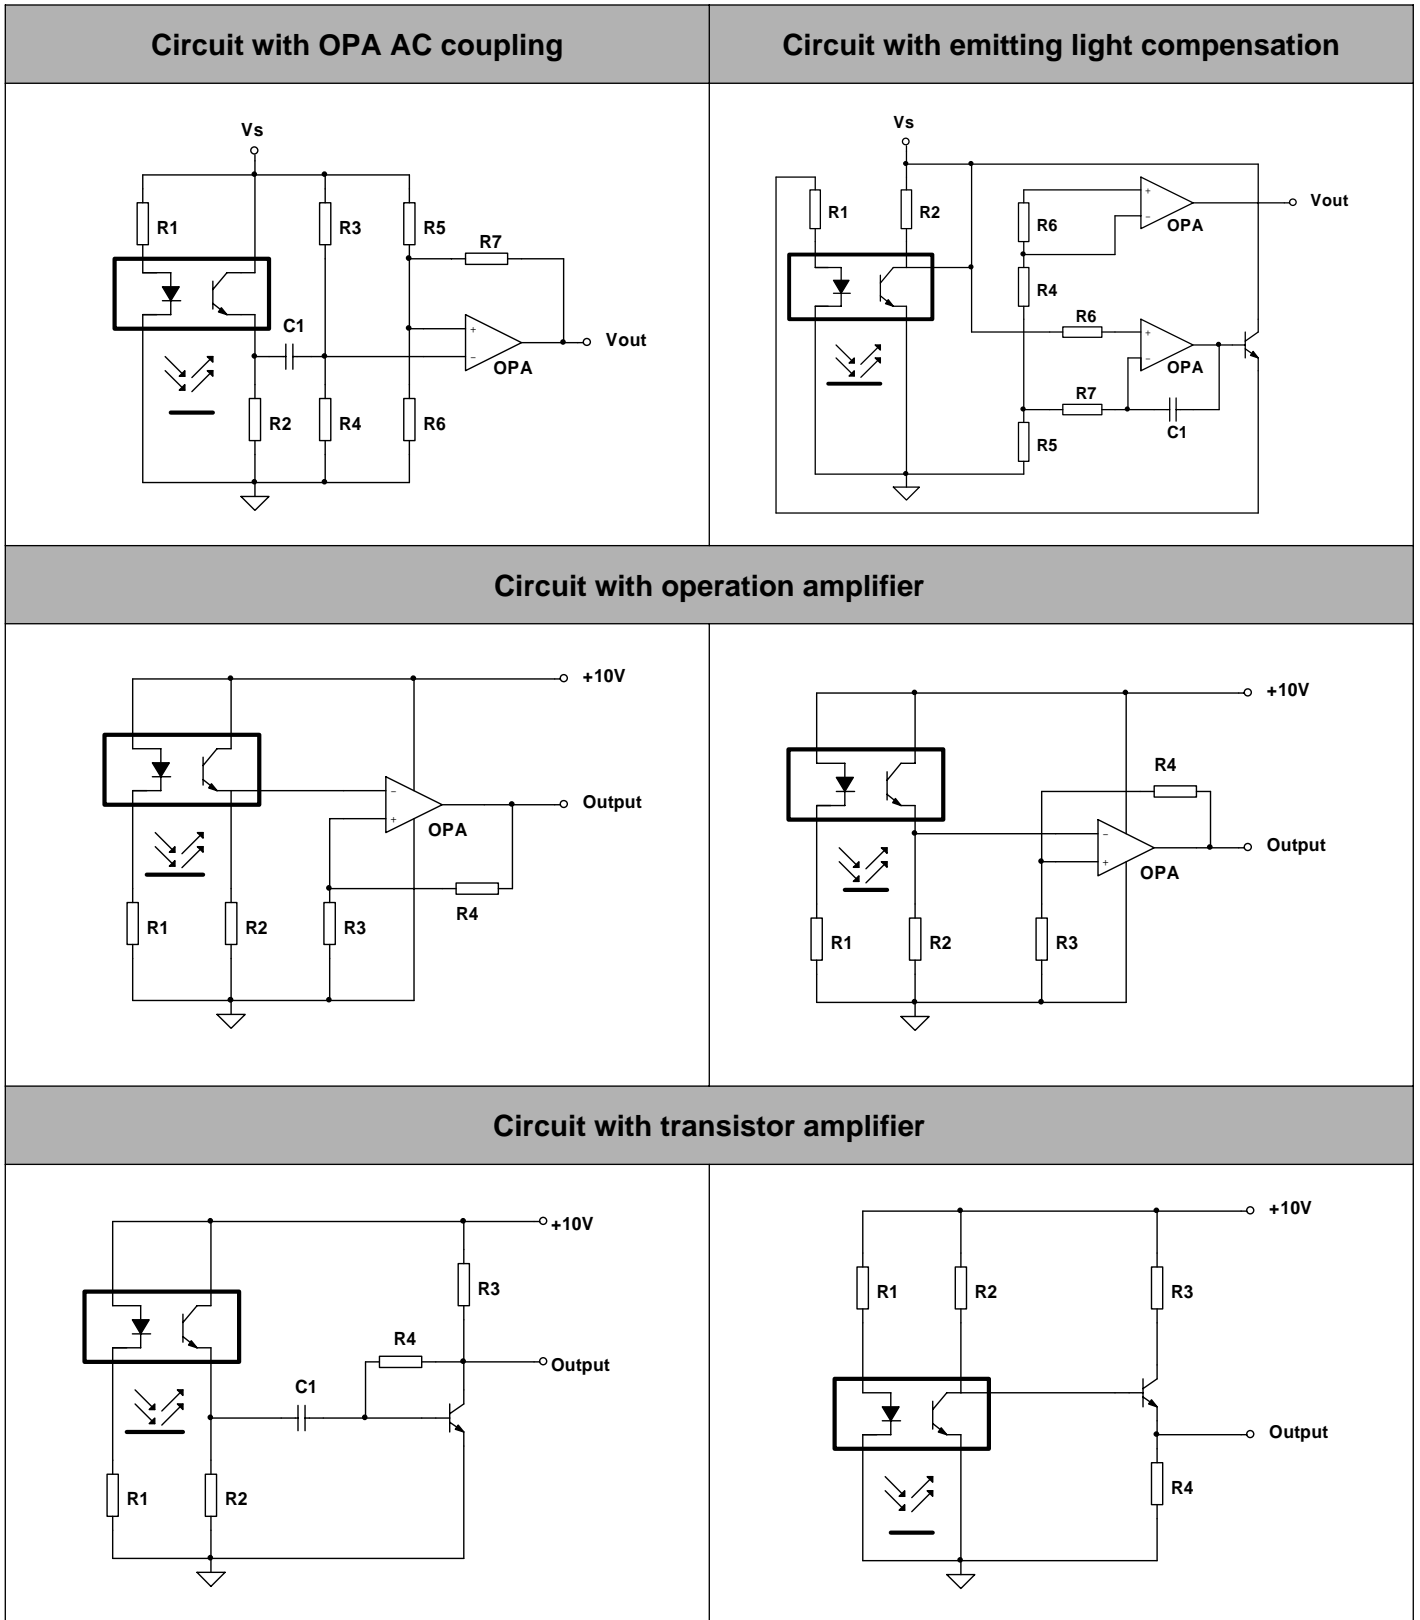 Circuit with OPA AC coupling
Circuit with emitting light compensation
Vs
R1
R3
R5
R7
+
−
C1
OPA
Vout
R2
R4
R6
Vs
R1
R2
R6
+
−
OPA
Vout
R4
R6
+
−
OPA
R7
C1
R5
Circuit with operation amplifier
+10V
−
+
OPA
Output
R4
R1
R2
R3
+10V
R4
−
+
OPA
Output
R1
R2
R3
Circuit with transistor amplifier
+10V
R3
R4
Output
C1
R1
R2
+10V
R1
R2
R3
Output
R4